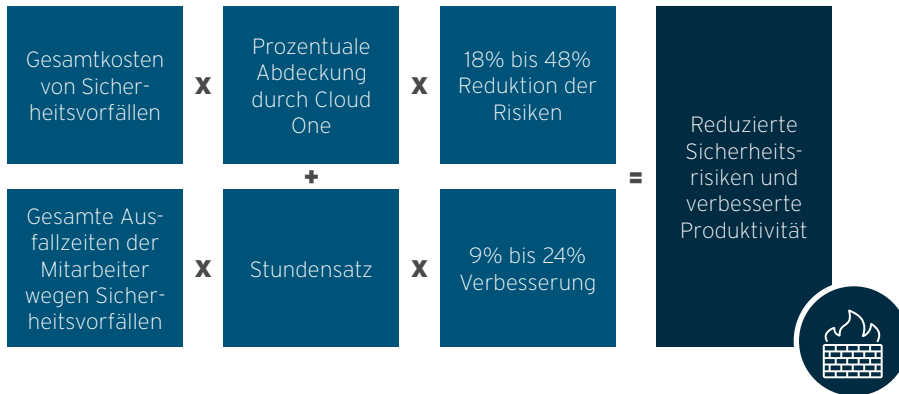 Gesamtkosten
von Sicher-
heitsvorfällen
X
Prozentuale
Abdeckung
durch Cloud
One
X
18% bis 48%
Reduktion der
Risiken
+
Gesamte Aus-
fallzeiten der
Mitarbeiter
wegen Sicher-
heitsvorfällen
X
Stundensatz
X
9% bis 24%
Verbesserung
=
Reduzierte
Sicherheits-
risiken und
verbesserte
Produktivität